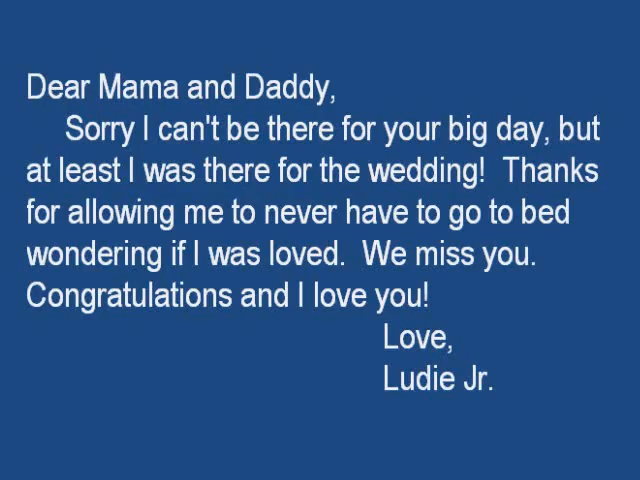 Dear Mama and Daddy,
Sorry I can't be there for your big day, but
at least I was there for the wedding!  Thanks
for allowing me to never have to go to bed
wondering if I was loved.  We miss you.
Congratulations and I love you!
Love,
Ludie Jr.